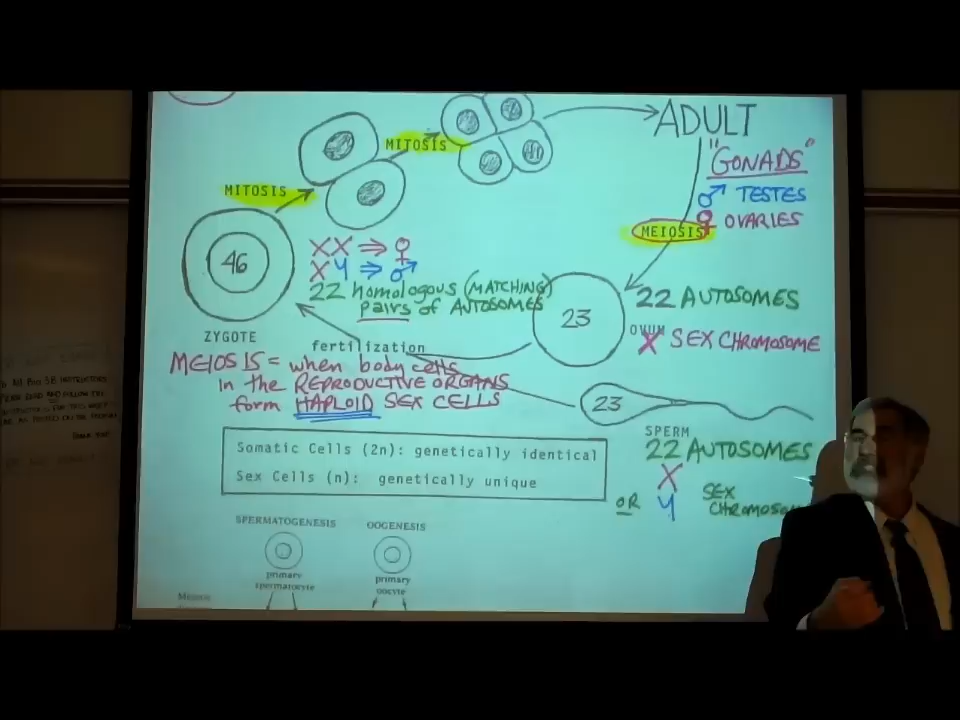 ADULT
"GONADS"
MITOSIS
♂ TESTES
MITOSIS
♀ OVARIES
MEIOSIS
XX ⇒ ♀
46
XY ⇒ ♂
22 homologous (MATCHING)
pairs of AUTOSOMES
22 AUTOSOMES
23
OVUM
X SEX CHROMOSOME
ZYGOTE
fertilization
MEIOSIS = when body cells
in the REPRODUCTIVE ORGANS
form HAPLOID SEX CELLS
23
SPERM
22 AUTOSOMES
X
OR Y
SEX
CHROMOSO
Somatic Cells (2n): genetically identical
Sex Cells (n): genetically unique
SPERMATOGENESIS
OOGENESIS
primary
spermatocyte
primary
oocyte
Meiosis